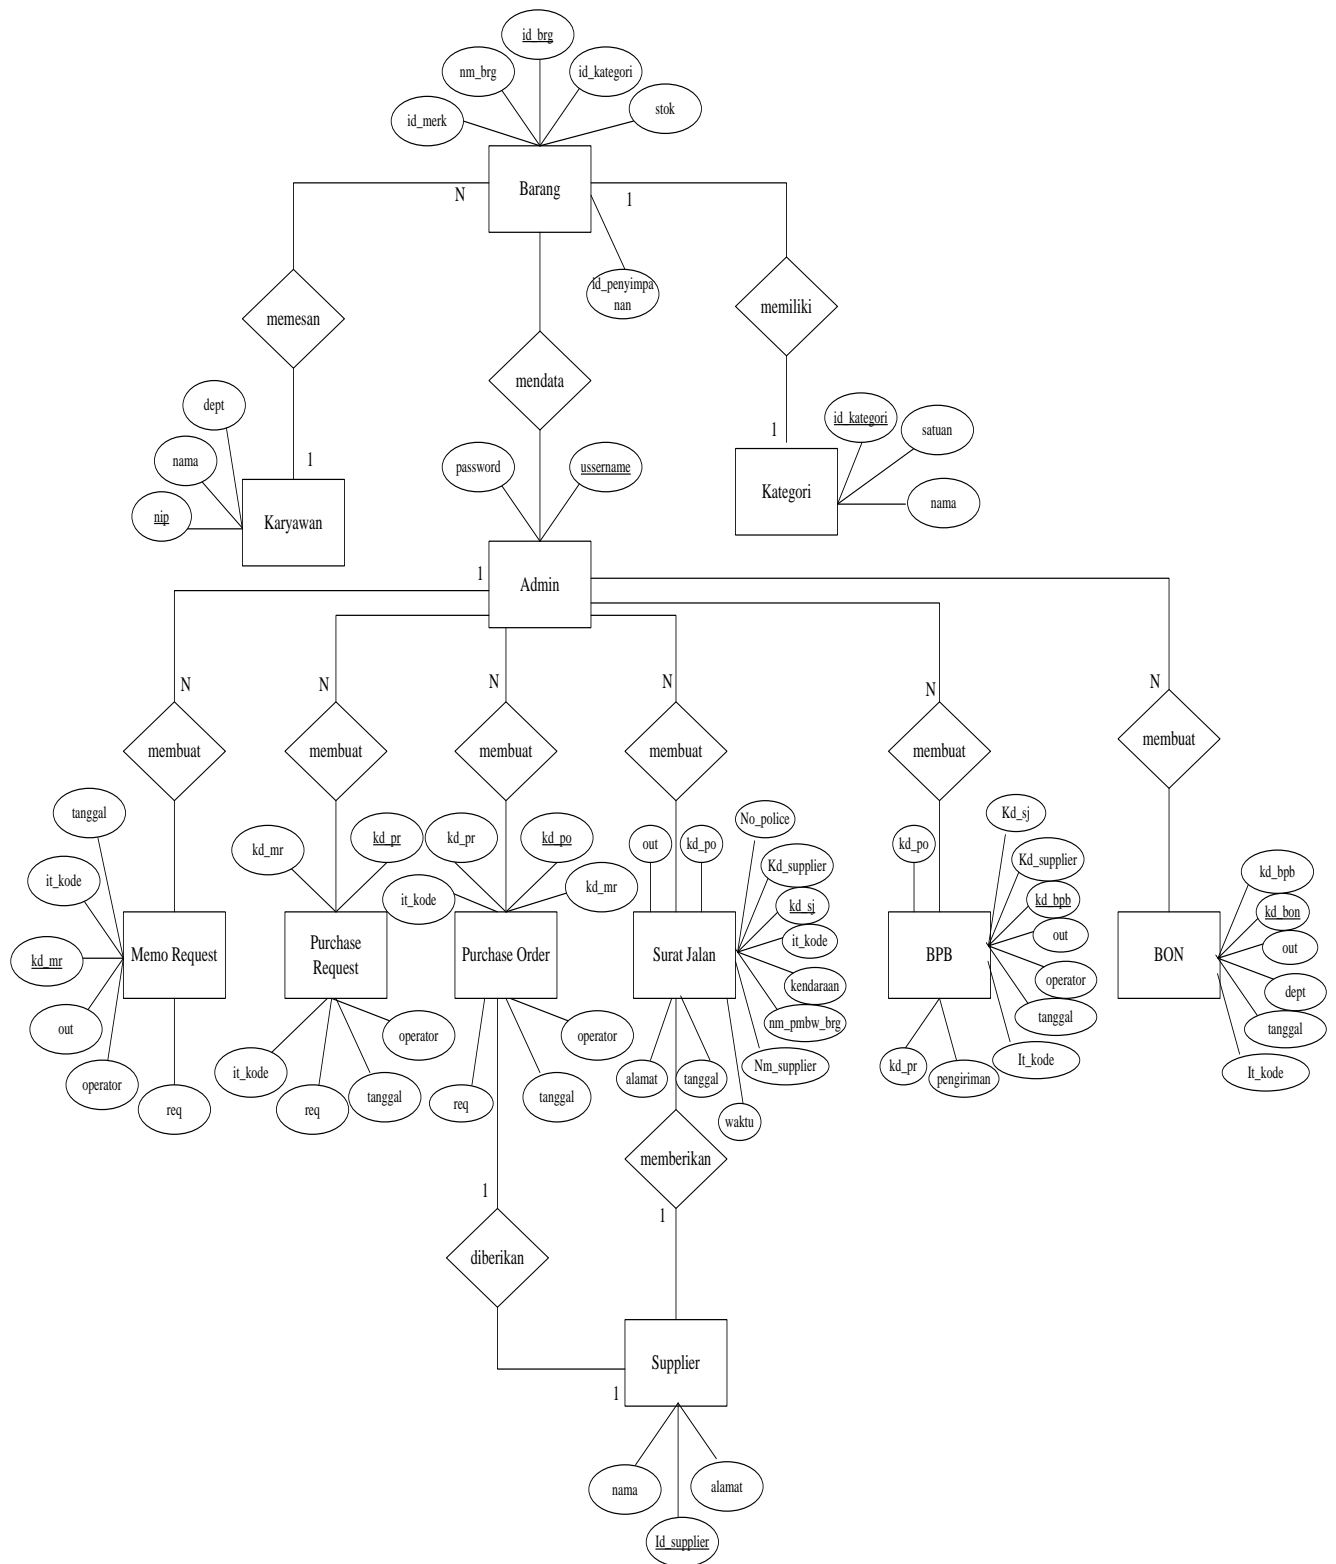 id_brg
nm_brg
id_kategori
id_merk
stok
Barang
N
1
id_penyimpa
nan
memesan
memiliki
mendata
dept
nama
nip
1
Karyawan
password
ussername
1
id_kategori
satuan
nama
Kategori
1
Admin
N
N
N
N
N
N
membuat
membuat
membuat
membuat
membuat
membuat
tanggal
it_kode
kd_mr
out
operator
req
Memo Request
kd_mr
kd_pr
Purchase
Request
it_kode
req
tanggal
operator
kd_pr
kd_po
it_kode
kd_mr
Purchase Order
req
tanggal
operator
out
kd_po
No_police
Kd_supplier
kd_sj
it_kode
kendaraan
nm_pmbw_brg
Nm_supplier
Surat Jalan
alamat
tanggal
waktu
kd_po
Kd_sj
Kd_supplier
kd_bpb
out
operator
tanggal
It_kode
BPB
kd_pr
pengiriman
kd_bpb
kd_bon
out
dept
tanggal
It_kode
BON
memberikan
1
1
diberikan
Supplier
1
nama
alamat
Id_supplier